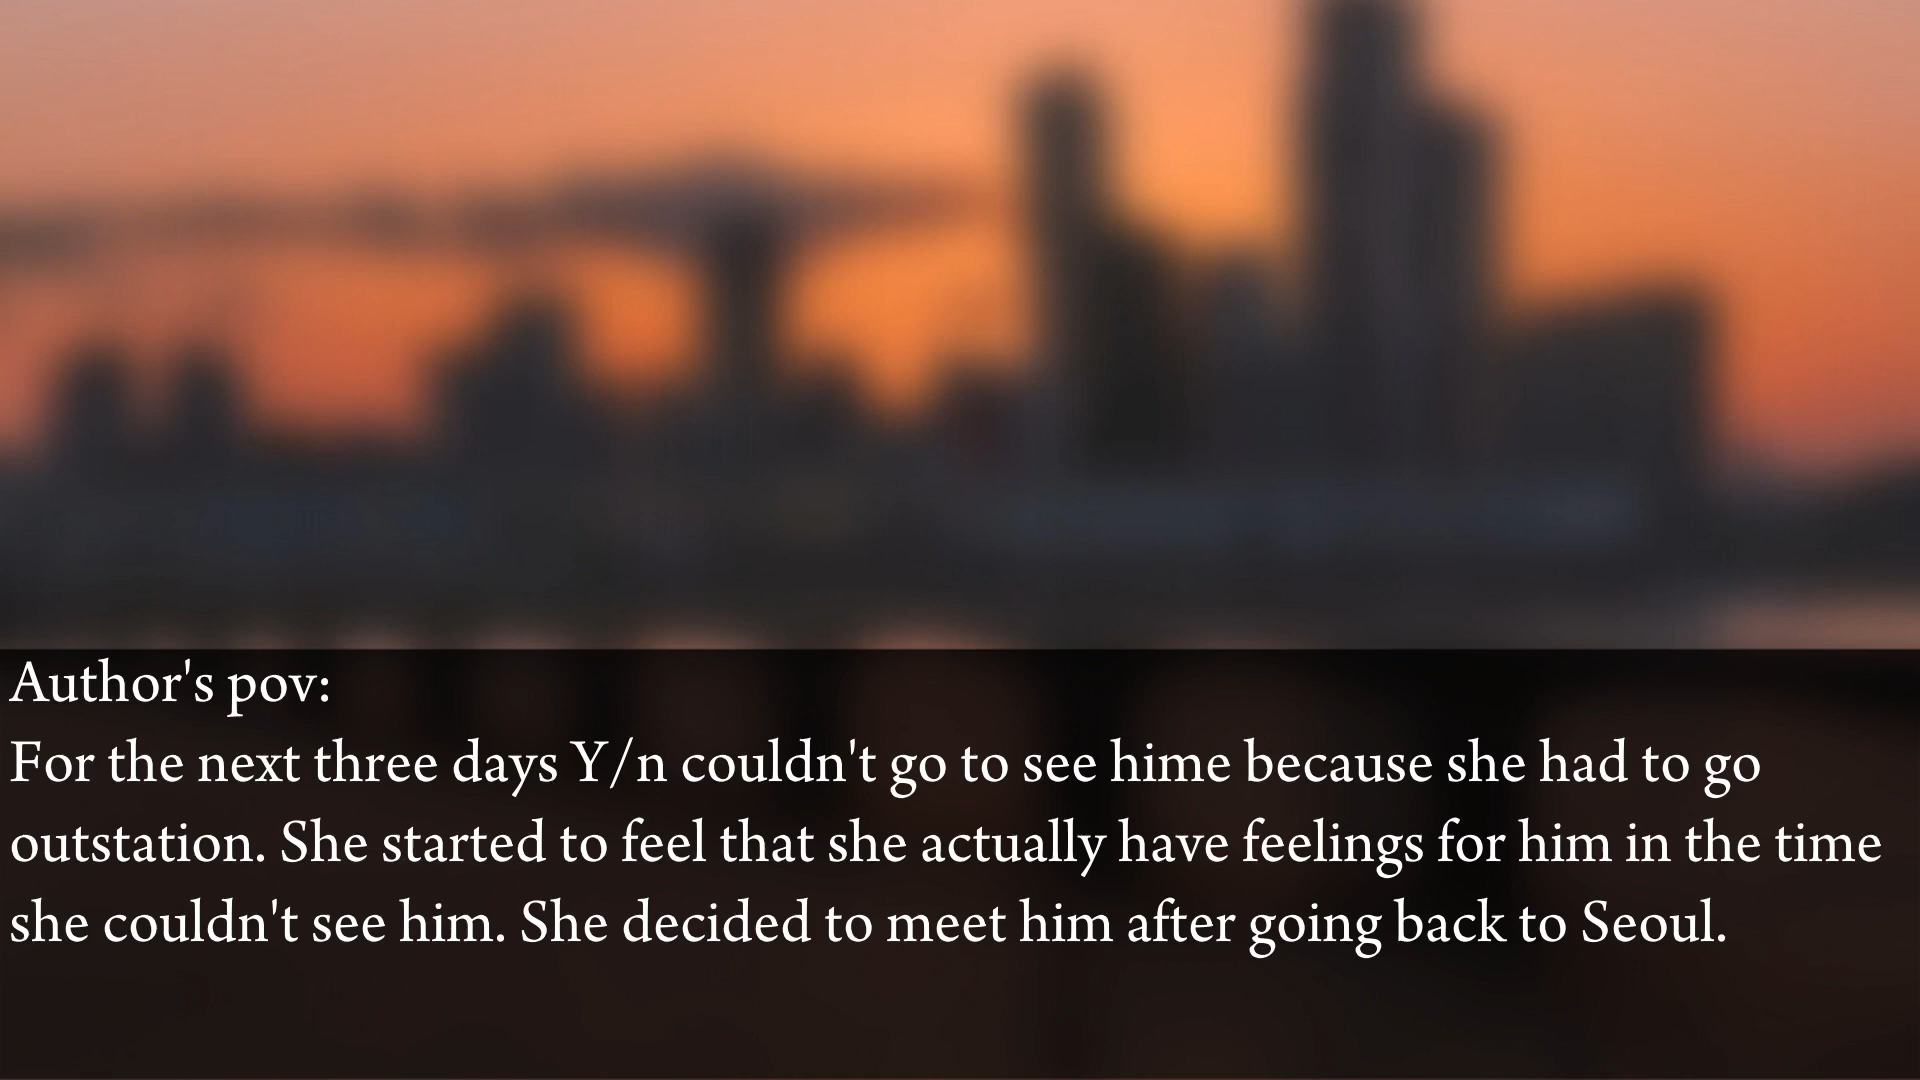 Author's pov:
For the next three days Y/n couldn't go to see hime because she had to go
outstation. She started to feel that she actually have feelings for him in the time
she couldn't see him. She decided to meet him after going back to Seoul.